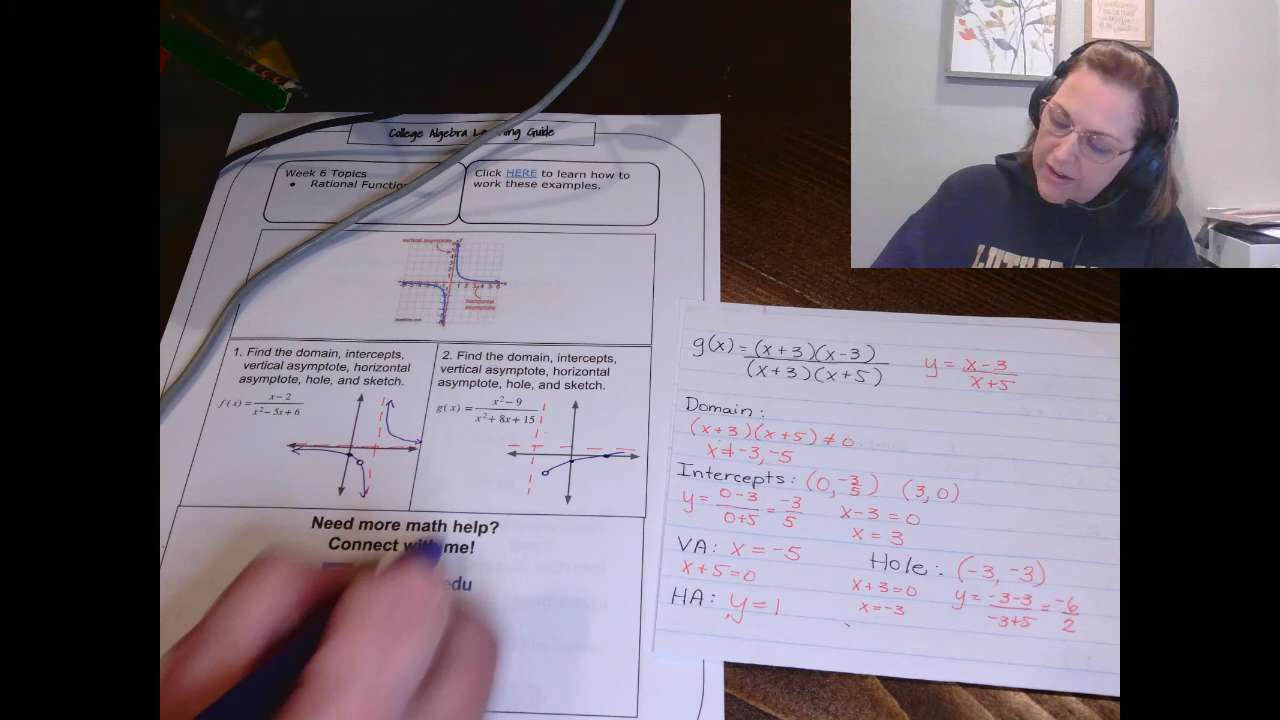 College Algebra Learning Guide
Week 6 Topics
• Rational Functio
Click HERE to learn how to
work these examples.
vertical asymptote
horizontal
asymptote
1. Find the domain, intercepts,
vertical asymptote, horizontal
asymptote, hole, and sketch.
f(x) = x-2 / x²-5x+6
2. Find the domain, intercepts,
vertical asymptote, horizontal
asymptote, hole, and sketch.
g(x) = x²-9 / x²+8x+15
Need more math help?
Connect with me!
edu
g(x) = (x+3)(x-3) / (x+3)(x+5)
y = x-3 / x+5
Domain:
(x+3)(x+5) ≠ 0
x ≠ -3, -5
Intercepts: (0, -3/5) (3, 0)
y = 0-3 / 0+5 = -3/5
x-3=0
x = 3
VA: x = -5
x+5=0
HA: y = 1
Hole: (-3, -3)
x+3=0
x=-3
y = -3-3 / -3+5 = -6/2